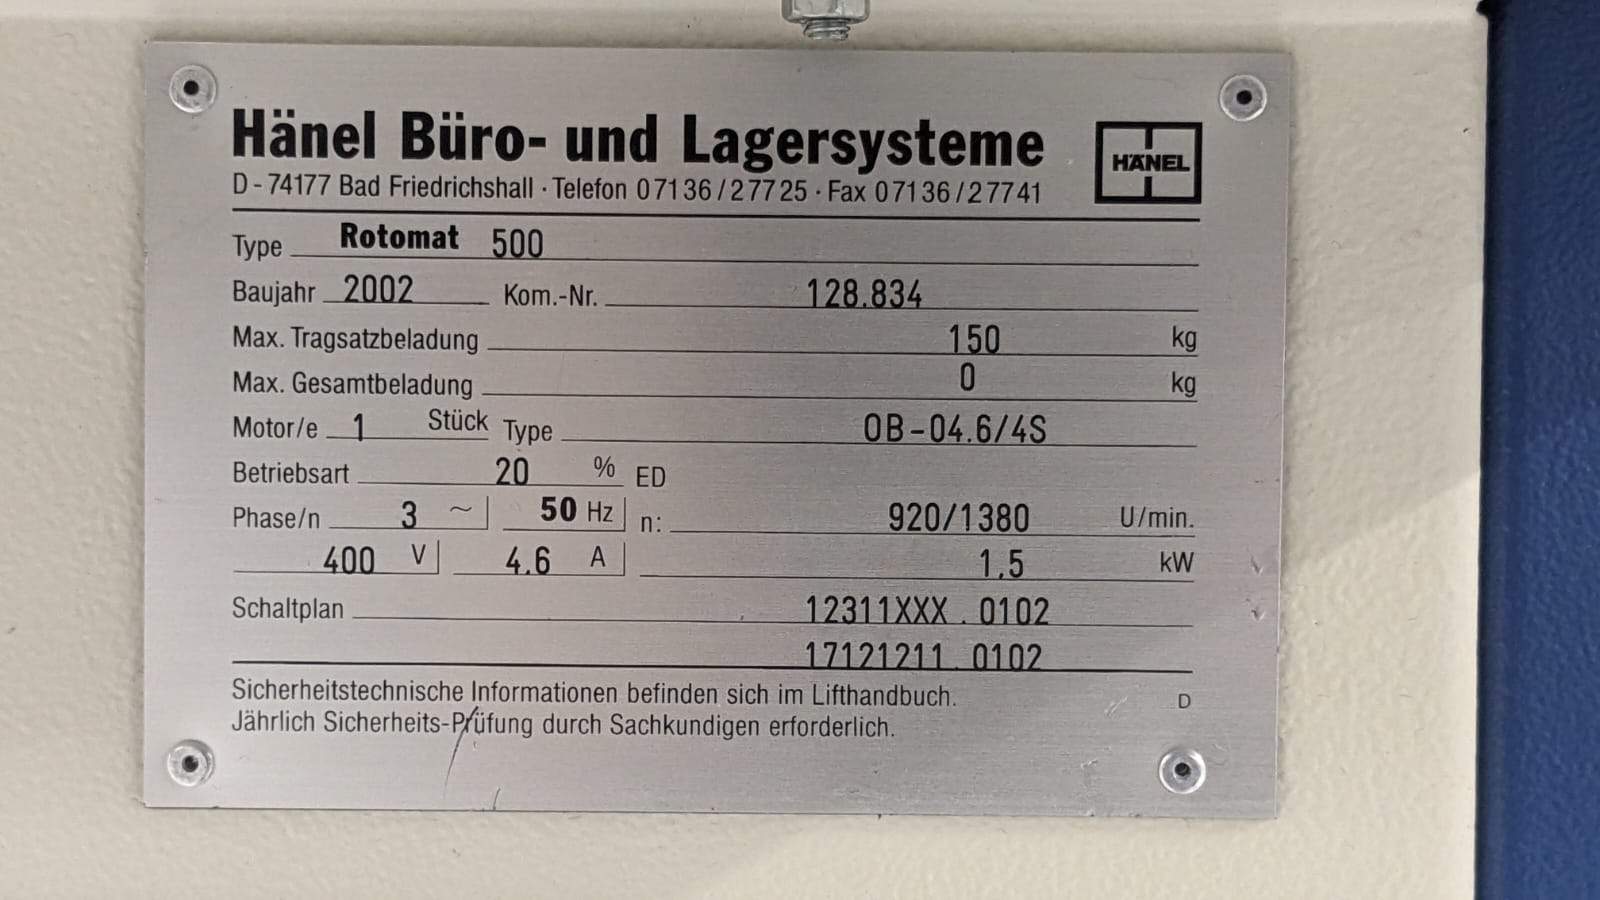 Hänel Büro- und Lagersysteme
HÄNEL
D-74177 Bad Friedrichshall · Telefon 07136/27725 · Fax 07136/27741
Type Rotomat 500
Baujahr 2002 Kom.-Nr. 128.834
Max. Tragsatzbeladung 150 kg
Max. Gesamtbeladung 0 kg
Motor/e 1 Stück Type OB-04.6/4S
Betriebsart 20 % ED
Phase/n 3 ~ 50 Hz n: 920/1380 U/min.
400 V 4.6 A 1.5 kW
Schaltplan 12311XXX.0102
17121211.0102
Sicherheitstechnische Informationen befinden sich im Lifthandbuch. D
Jährlich Sicherheits-Prüfung durch Sachkundigen erforderlich.